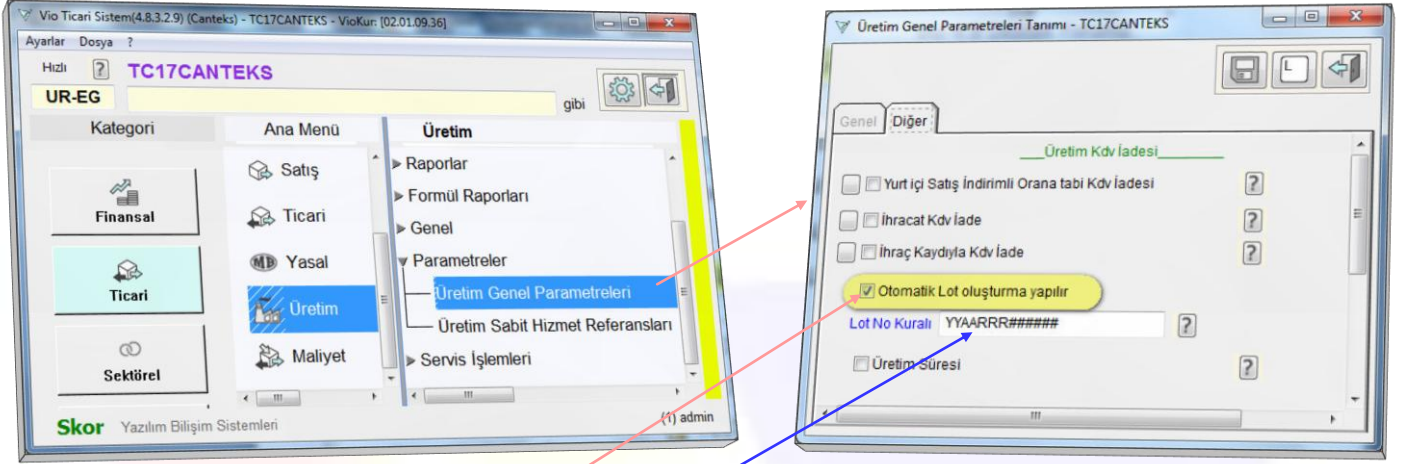 Vio Ticari Sistem(4.8.3.2.9) (Canteks) - TC17CANTEKS - VioKur: [02.01.09.36]
Ayarlar Dosya ?
Hızlı ? TC17CANTEKS
UR-EG gibi
Kategori
Finansal
Ticari
Sektörel
Ana Menü
Satış
Ticari
MB Yasal
Üretim
Maliyet
Üretim
Raporlar
Formül Raporları
Genel
Parametreler
Üretim Genel Parametreleri
Üretim Sabit Hizmet Referansları
Servis İşlemleri
Skor Yazılım Bilişim Sistemleri
(1) admin
Üretim Genel Parametreleri Tanımı - TC17CANTEKS
L
Genel Diğer
___Üretim Kdv İadesi_____
Yurt içi Satış İndirimli Orana tabi Kdv İadesi ?
İhracat Kdv İade ?
İhraç Kaydıyla Kdv İade ?
Otomatik Lot oluşturma yapılır
Lot No Kuralı YYAARRR###### ?
Üretim Süresi ?